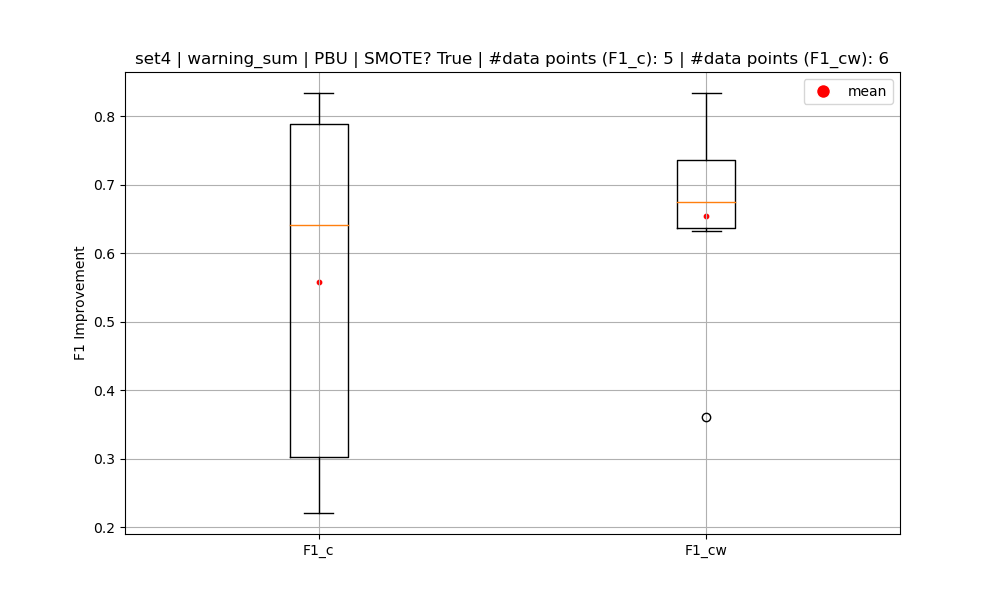 set4 | warning_sum | PBU | SMOTE? True | #data points (F1_c): 5 | #data points (F1_cw): 6
mean
F1 Improvement
0.8
0.7
0.6
0.5
0.4
0.3
0.2
F1_c
F1_cw